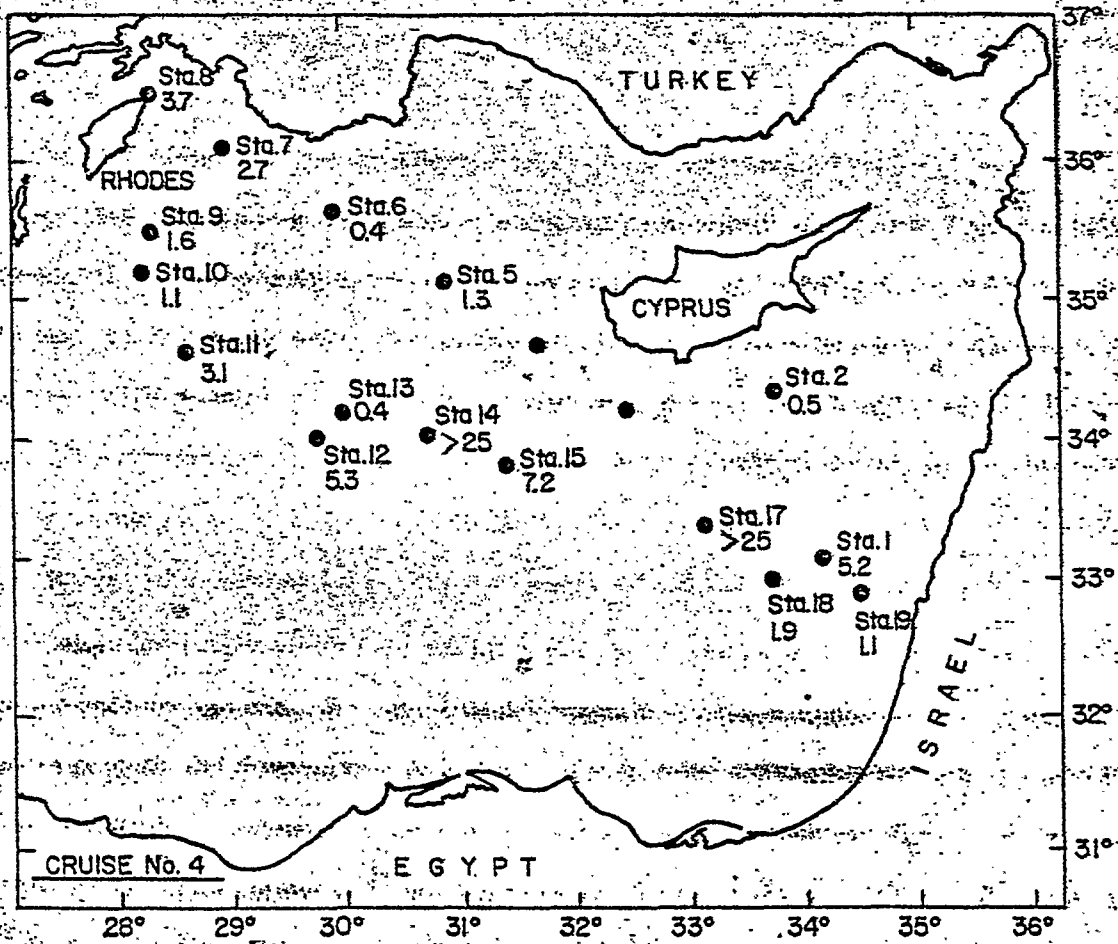 37°
TURKEY
Sta.8
3.7
Sta.7
2.7
36°
RHODES
Sta.6
0.4
Sta.9
1.6
Sta.10
1.1
Sta.5
1.3
35°
CYPRUS
Sta.11
3.1
Sta.2
0.5
Sta.13
0.4
Sta 14
>25
34°
Sta.12
5.3
Sta.15
7.2
Sta.17
>25
Sta.1
5.2
33°
Sta.18
1.9
Sta.19
1.1
ISRAEL
32°
31°
CRUISE No. 4
EGYPT
28° 29° 30° 31° 32° 33° 34° 35° 36°